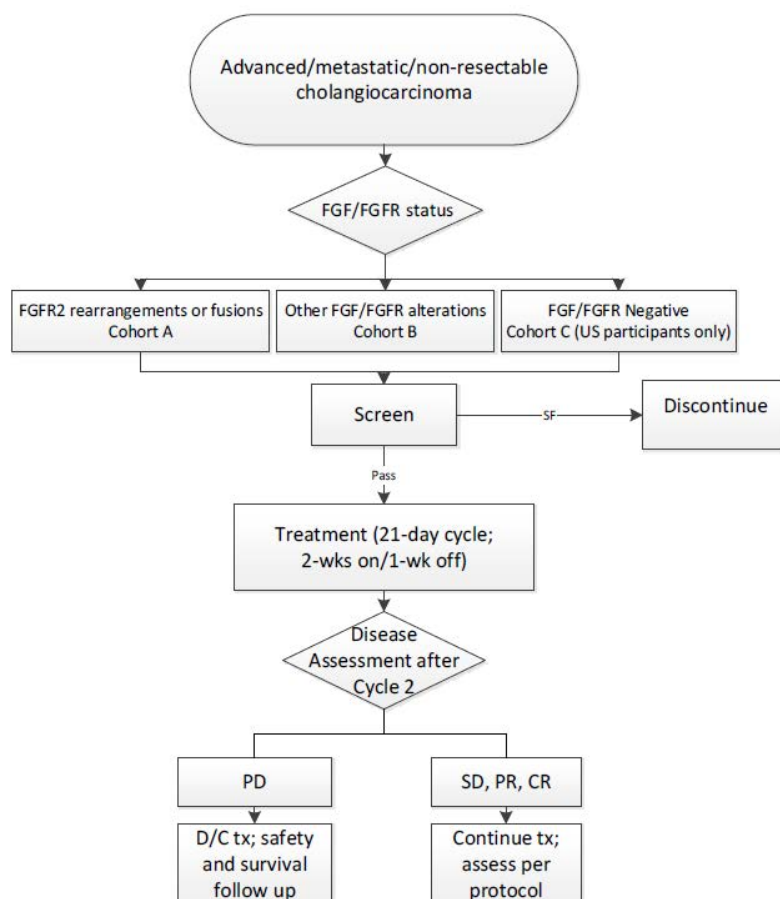 Advanced/metastatic/non-resectable
cholangiocarcinoma
FGF/FGFR status
FGFR2 rearrangements or fusions
Cohort A
Other FGF/FGFR alterations
Cohort B
FGF/FGFR Negative
Cohort C (US participants only)
Screen
SF
Discontinue
Pass
Treatment (21-day cycle;
2-wks on/1-wk off)
Disease
Assessment after
Cycle 2
PD
SD, PR, CR
D/C tx; safety
and survival
follow up
Continue tx;
assess per
protocol